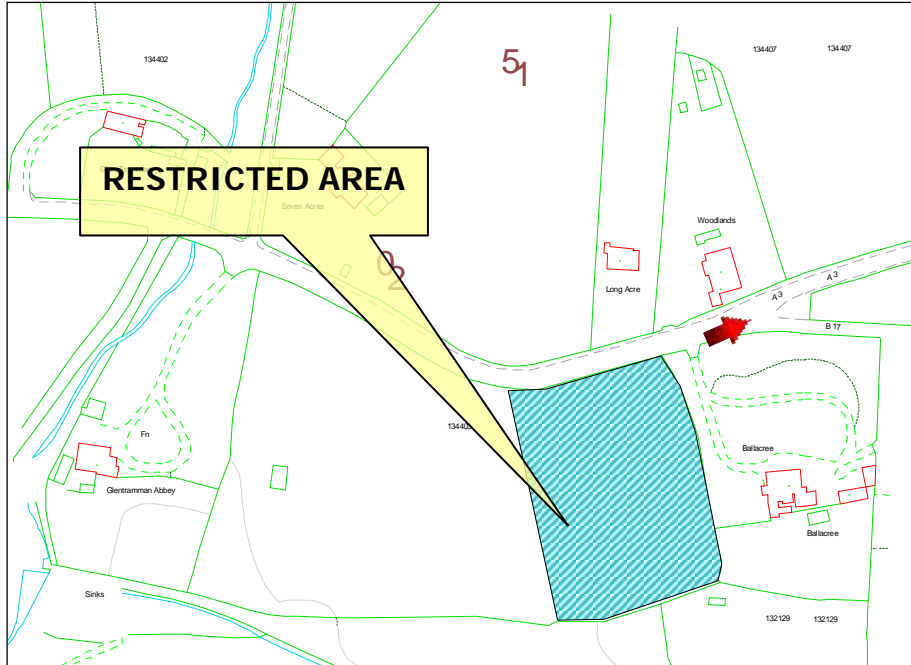 134402
51
134407
134407
RESTRICTED AREA
Seven Acres
Woodlands
02
Long Acre
A 3
A 3
B 17
134403
Fn
Ballacree
Glentramman Abbey
Ballacree
Sinks
132129
132129